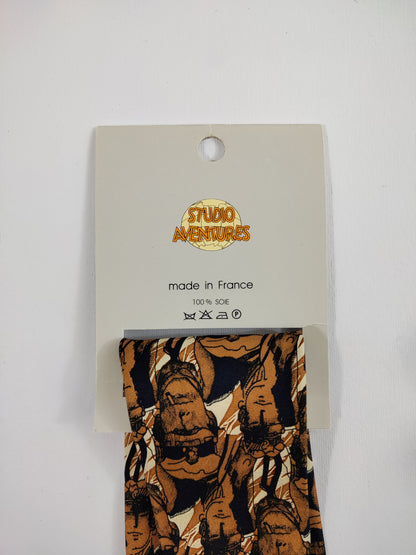 STUDIO
AVENTURES
made in France
100% SOIE
P